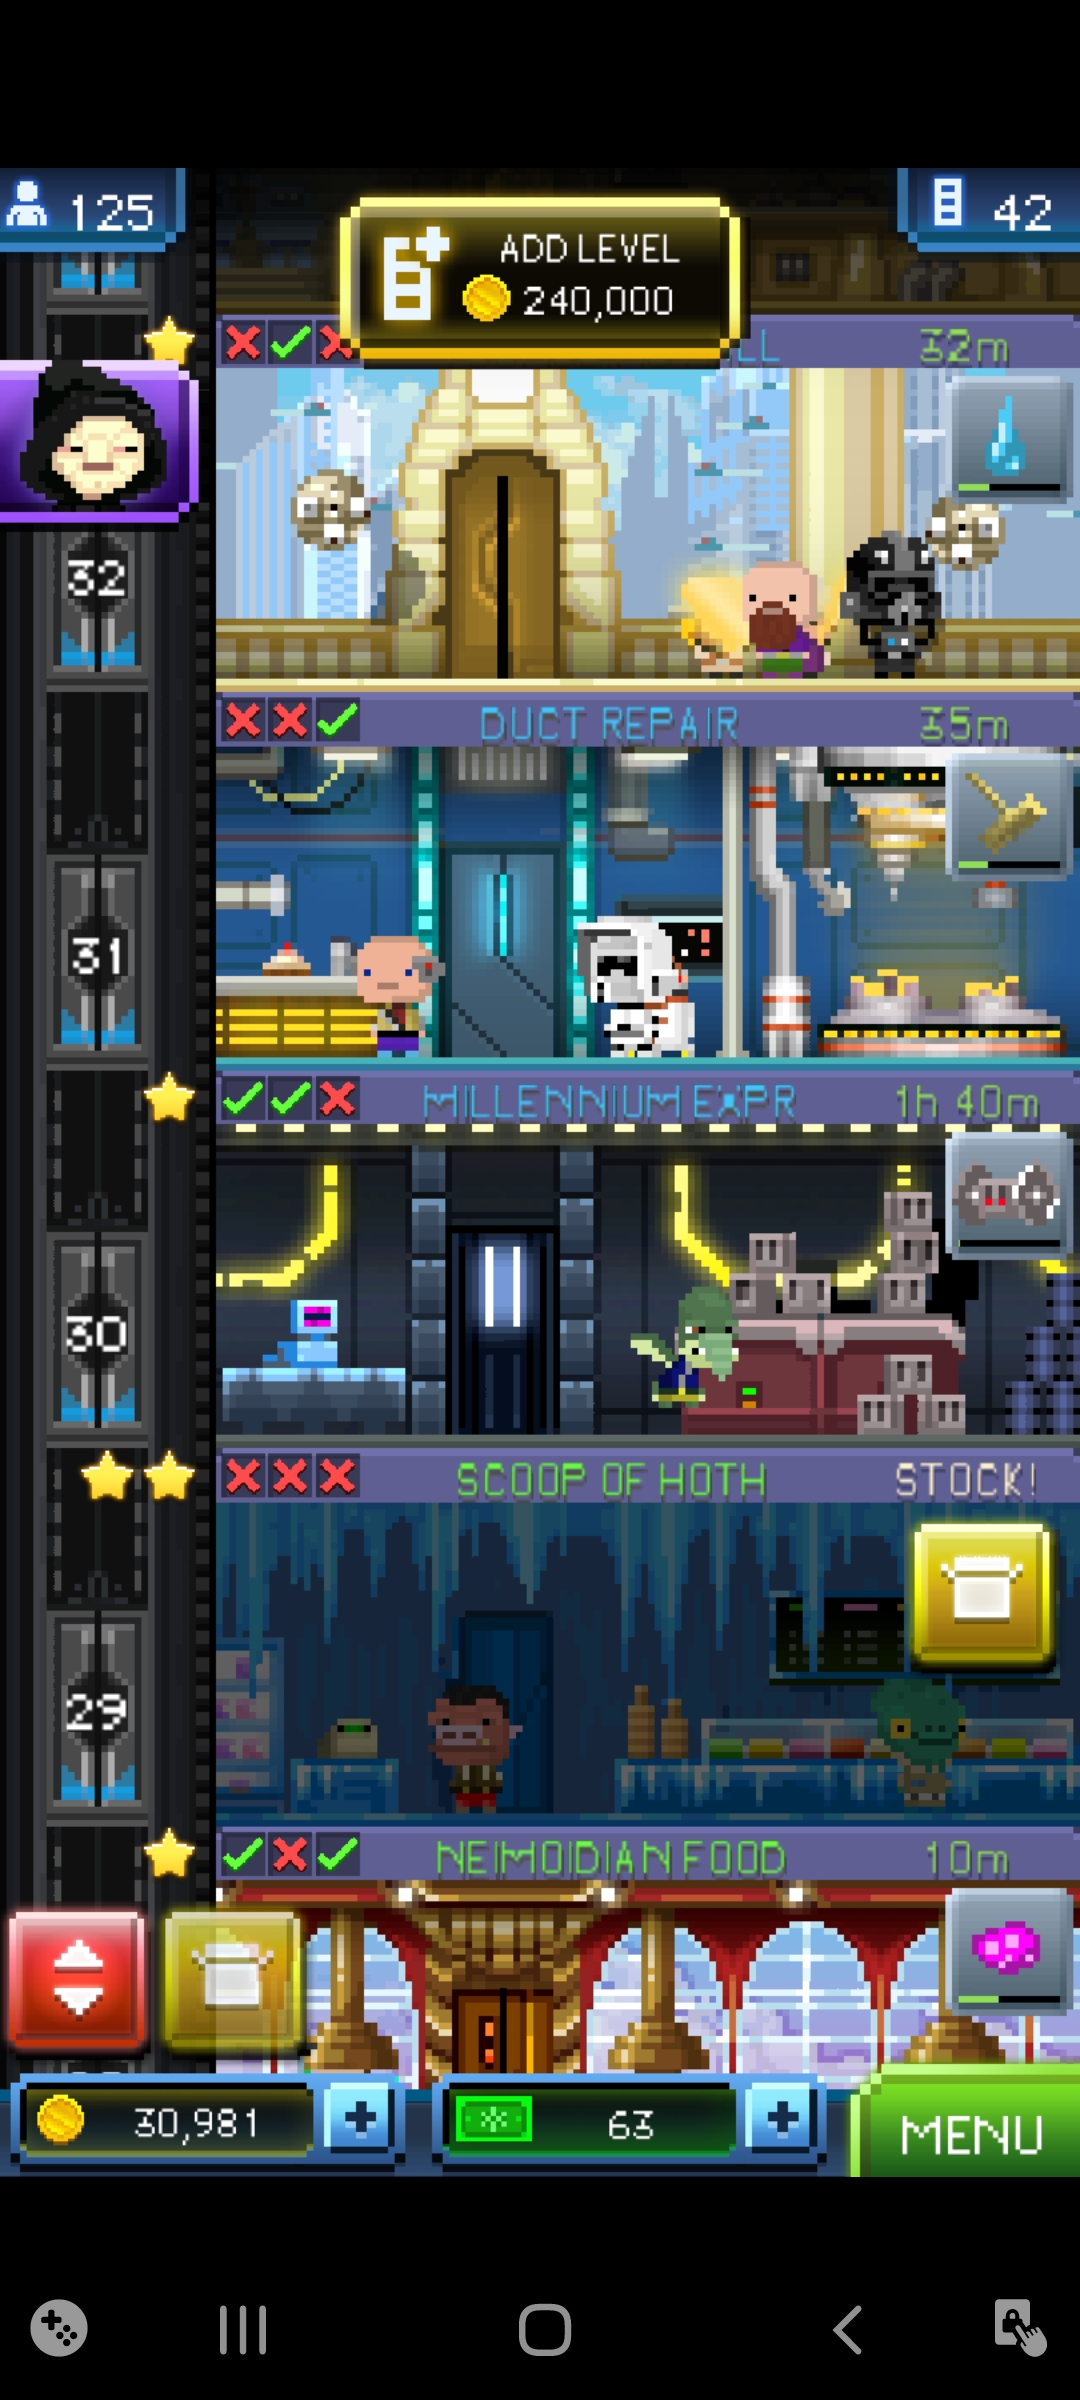 125
42
ADD LEVEL
240,000
LL
32m
32
DUCT REPAIR
35m
31
MILLENNIUM EXPR
1h 40m
30
SCOOP OF HOTH
STOCK!
29
NEIMOIDIAN FOOD
10m
30,981
63
MENU